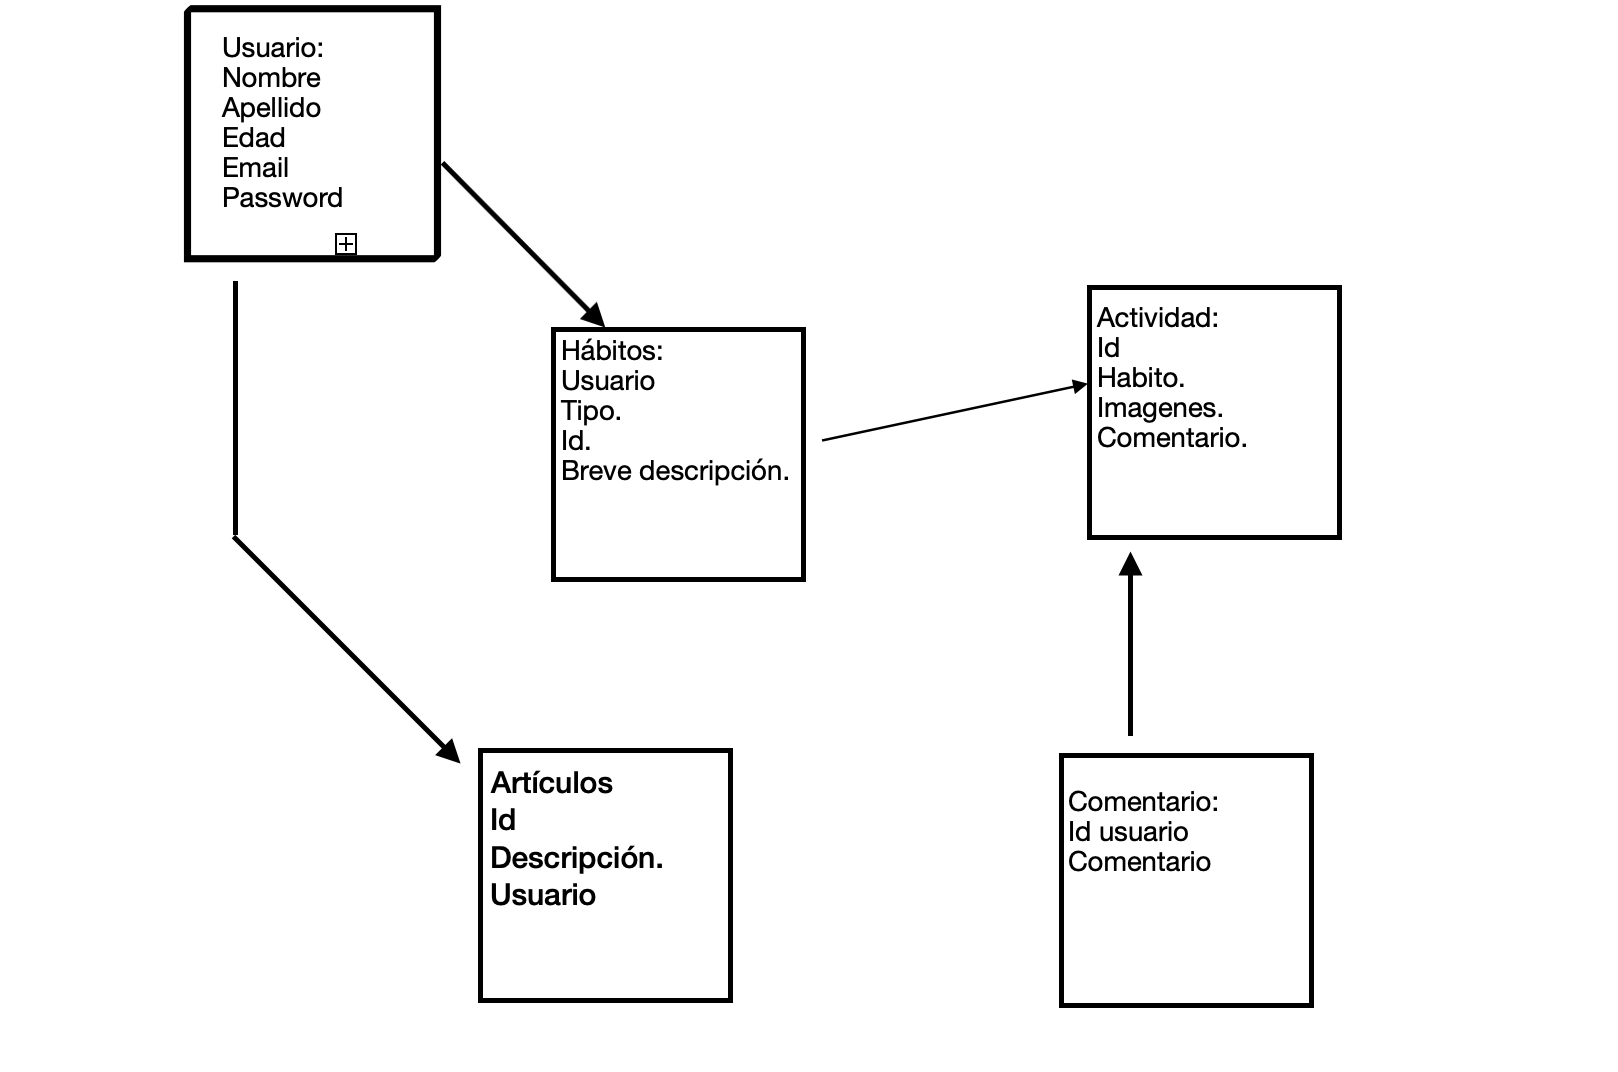 Usuario:
Nombre
Apellido
Edad
Email
Password
Hábitos:
Usuario
Tipo.
Id.
Breve descripción.
Actividad:
Id
Habito.
Imagenes.
Comentario.
Artículos
Id
Descripción.
Usuario
Comentario:
Id usuario
Comentario